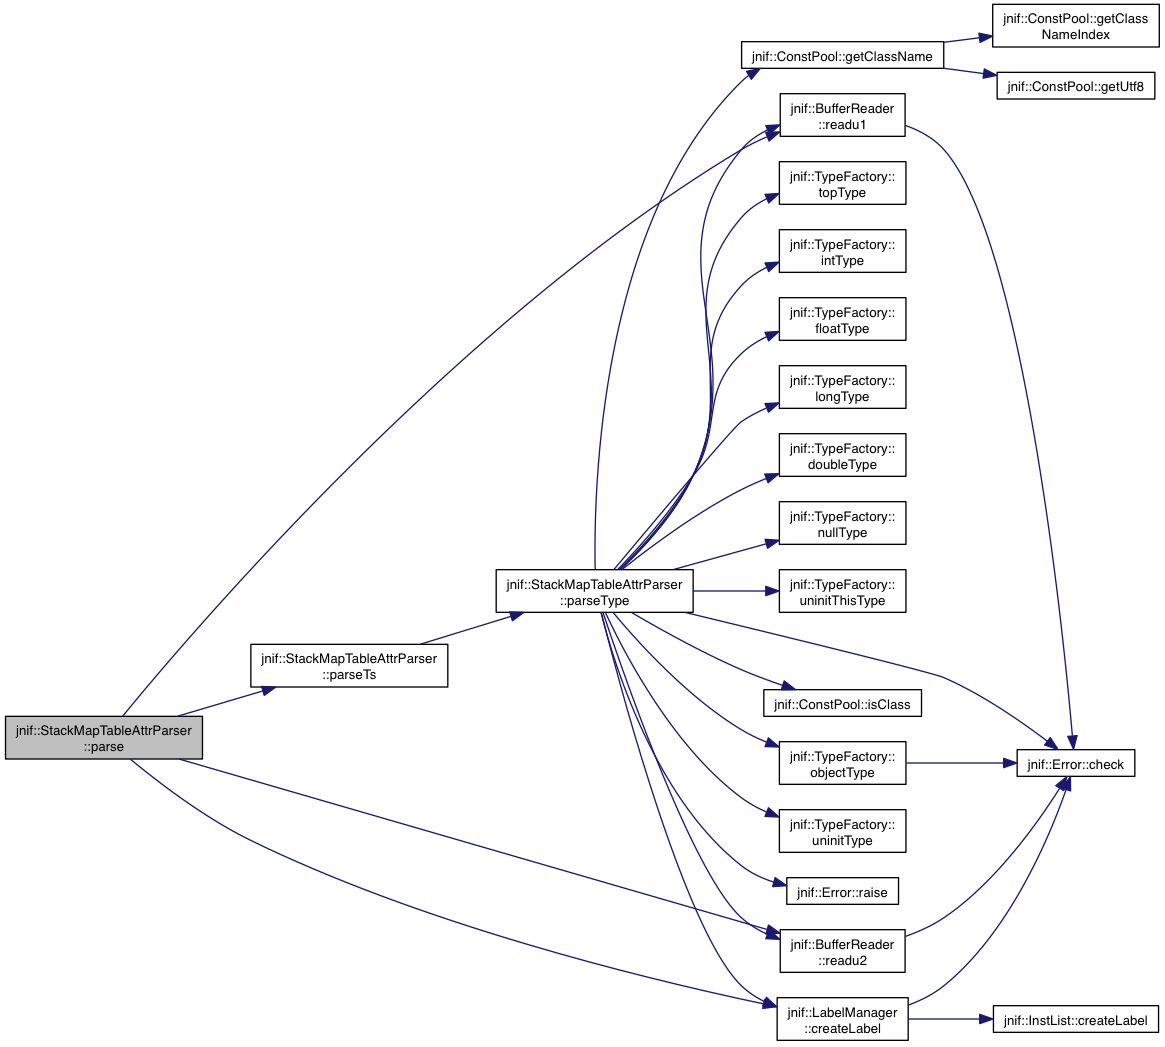 jnif::ConstPool::getClass
NameIndex
jnif::ConstPool::getClassName
jnif::ConstPool::getUtf8
jnif::BufferReader
::readu1
jnif::TypeFactory::
topType
jnif::TypeFactory::
intType
jnif::TypeFactory::
floatType
jnif::TypeFactory::
longType
jnif::TypeFactory::
doubleType
jnif::TypeFactory::
nullType
jnif::StackMapTableAttrParser
::parseType
jnif::TypeFactory::
uninitThisType
jnif::StackMapTableAttrParser
::parseTs
jnif::ConstPool::isClass
jnif::StackMapTableAttrParser
::parse
jnif::TypeFactory::
objectType
jnif::Error::check
jnif::TypeFactory::
uninitType
jnif::Error::raise
jnif::BufferReader
::readu2
jnif::LabelManager
::createLabel
jnif::InstList::createLabel